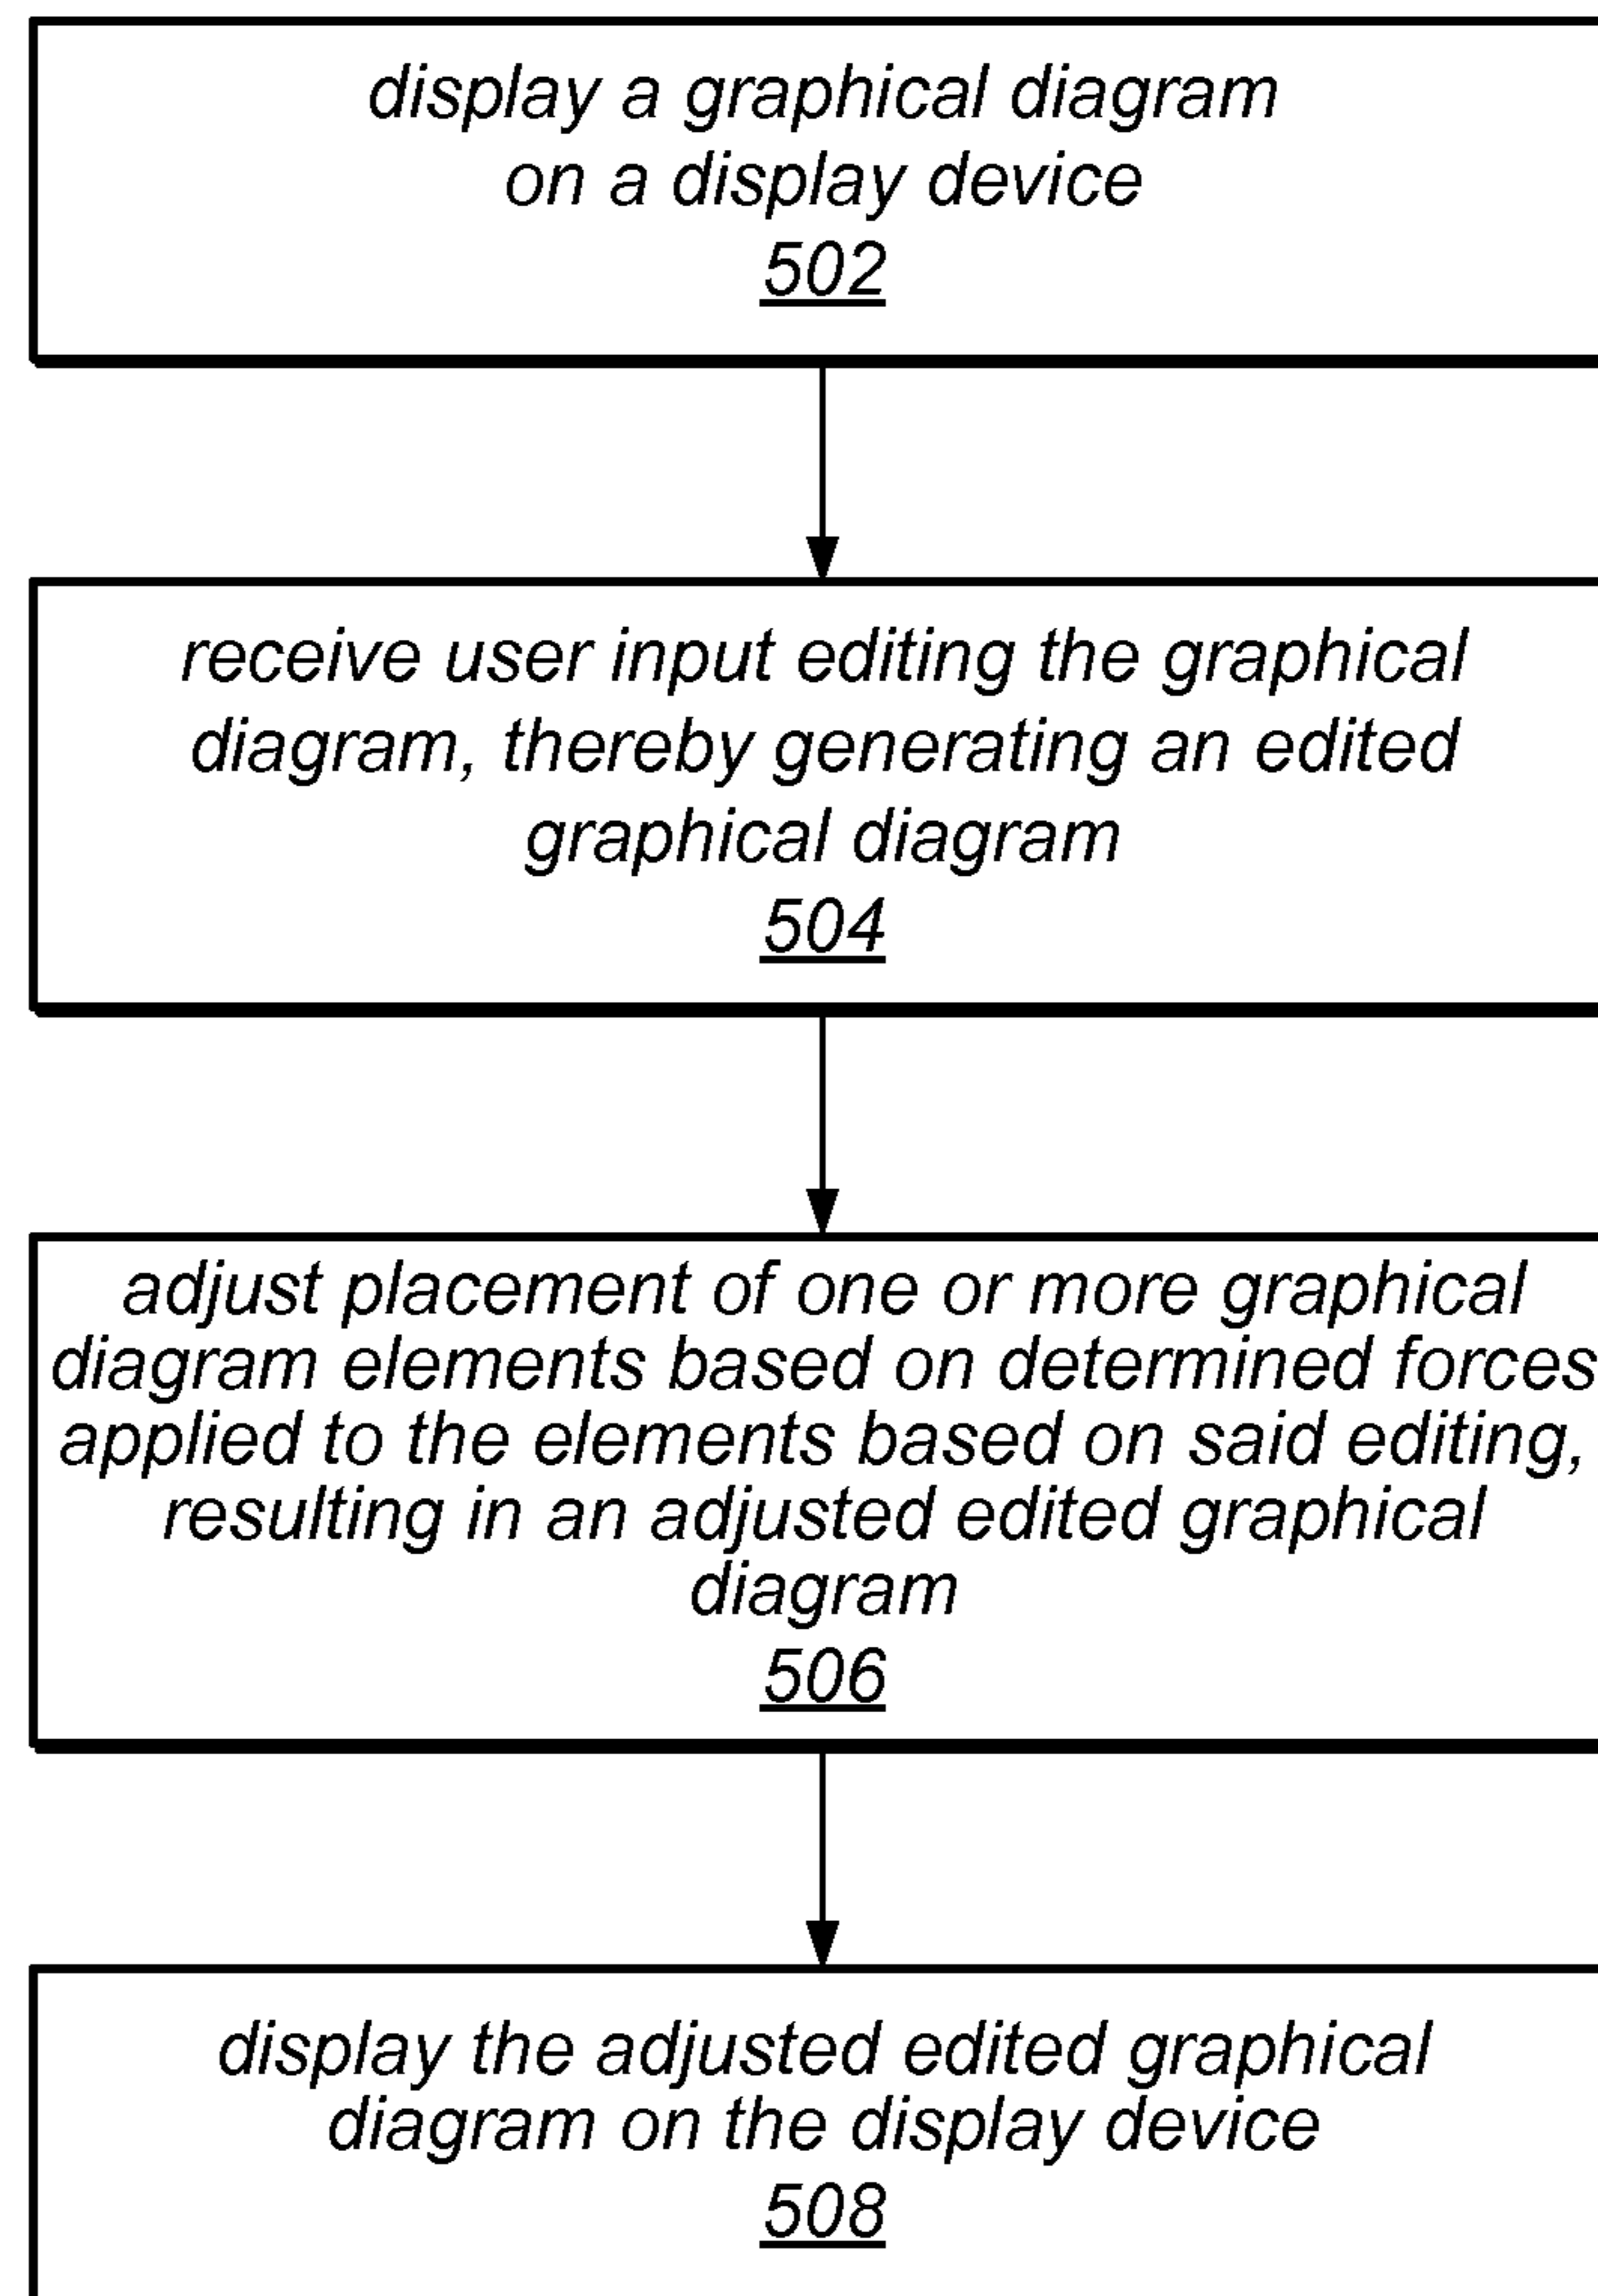 display a graphical diagram
on a display device
502
receive user input editing the graphical
diagram, thereby generating an edited
graphical diagram
504
adjust placement of one or more graphical
diagram elements based on determined forces
applied to the elements based on said editing,
resulting in an adjusted edited graphical
diagram
506
display the adjusted edited graphical
diagram on the display device
508